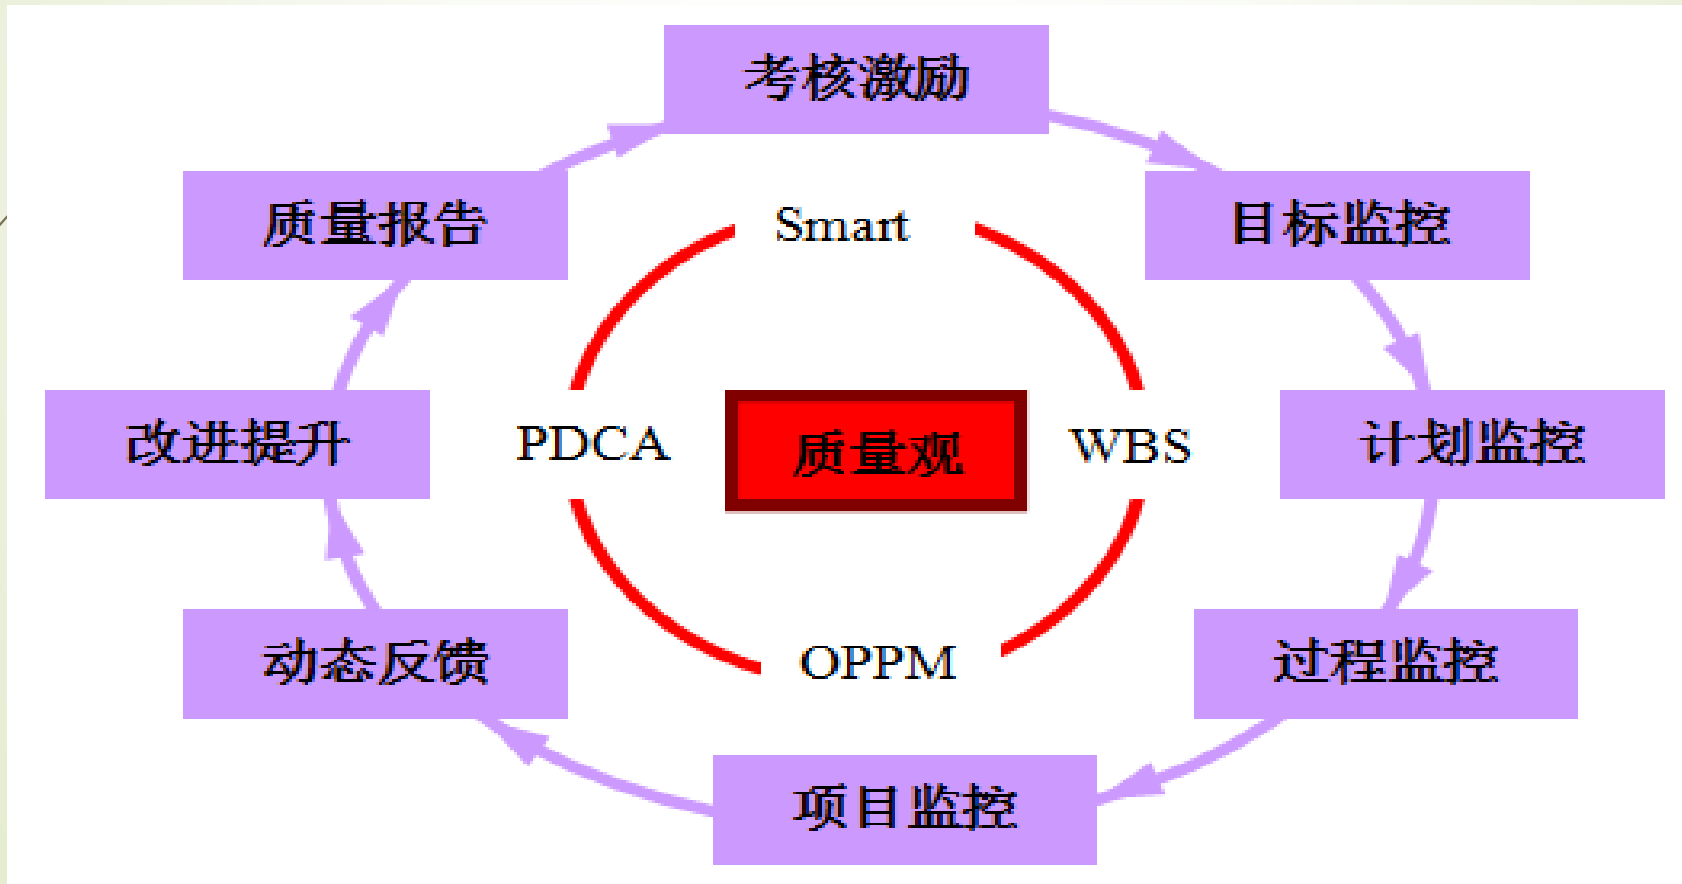 考核激励
质量报告
Smart
目标监控
改进提升
PDCA
质量观
WBS
计划监控
动态反馈
OPPM
过程监控
项目监控